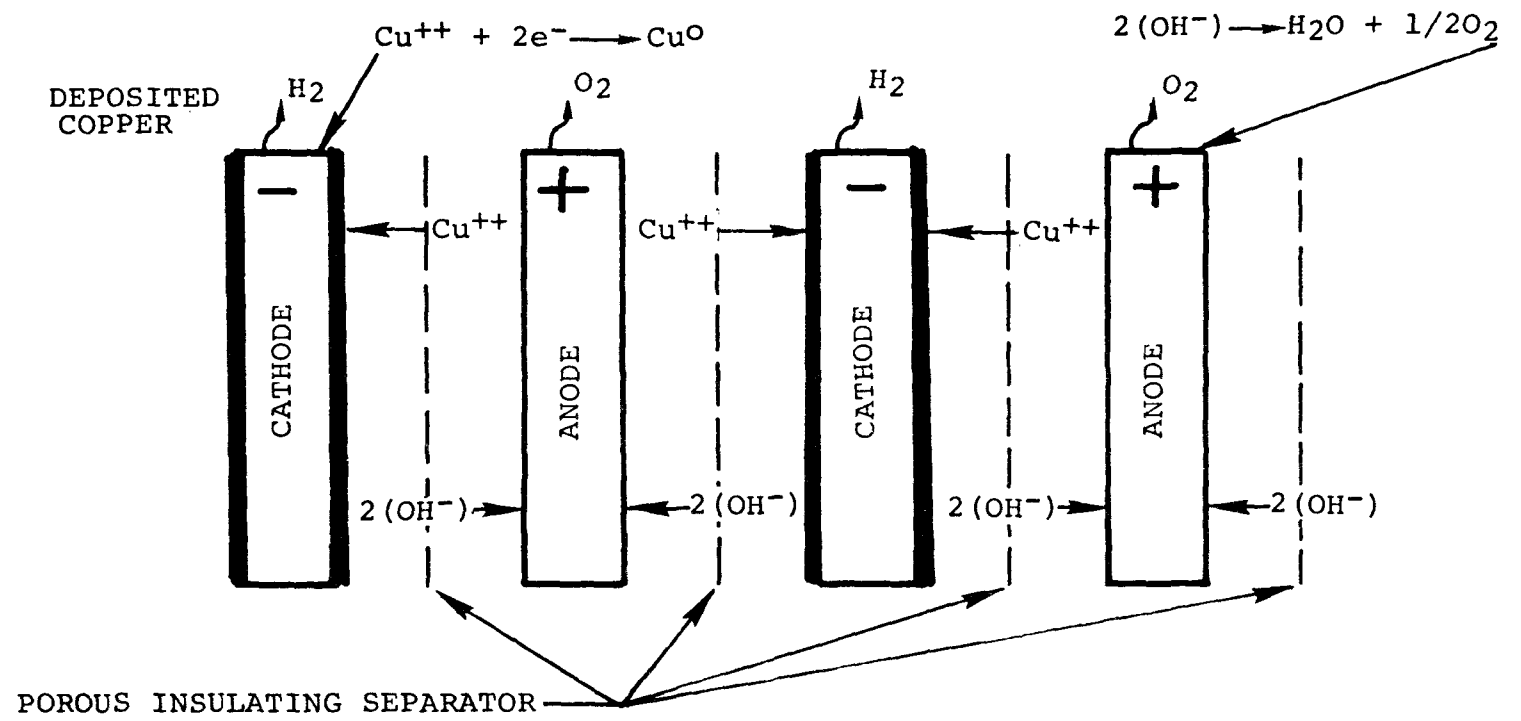 Cu++ + 2e- → Cuo
2(OH-) → H2O + 1/2O2
DEPOSITED
COPPER
H2
O2
H2
O2
−
+
−
+
Cu++
Cu++
Cu++
CATHODE
ANODE
CATHODE
ANODE
2(OH-)
2(OH-)
2(OH-)
2(OH-)
POROUS INSULATING SEPARATOR